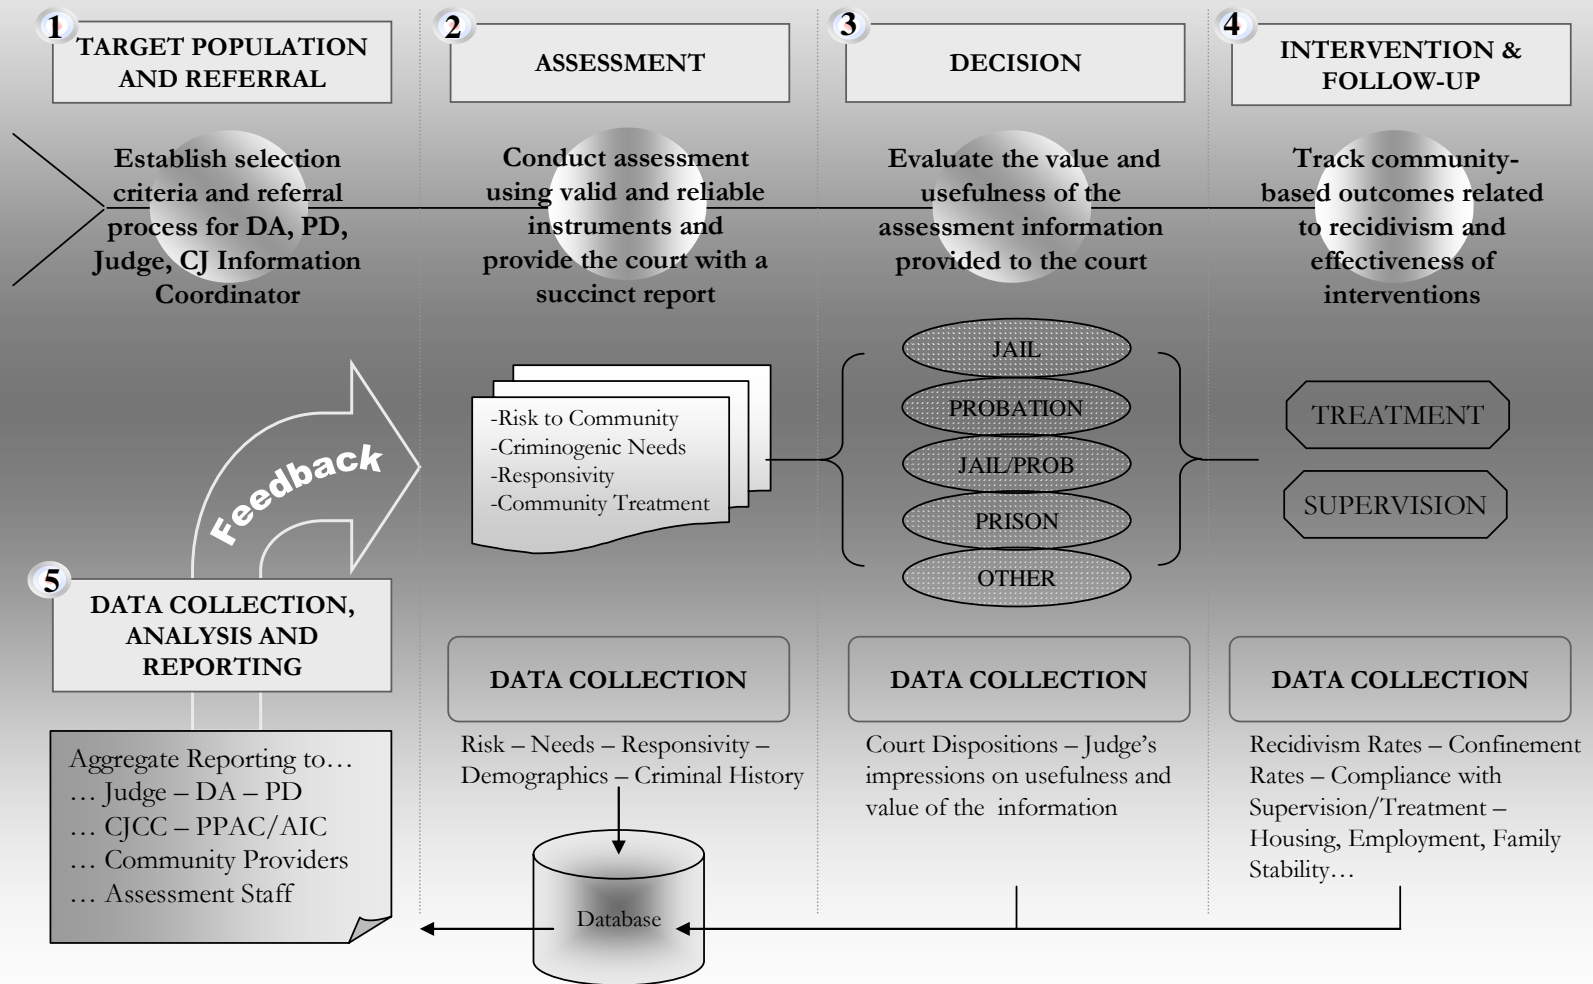 1
TARGET POPULATION
AND REFERRAL
Establish selection
criteria and referral
process for DA, PD,
Judge, CJ Information
Coordinator
2
ASSESSMENT
Conduct assessment
using valid and reliable
instruments and
provide the court with a
succinct report
-Risk to Community
-Criminogenic Needs
-Responsivity
-Community Treatment
3
DECISION
Evaluate the value and
usefulness of the
assessment information
provided to the court
JAIL
PROBATION
JAIL/PROB
PRISON
OTHER
4
INTERVENTION &
FOLLOW-UP
Track community-
based outcomes related
to recidivism and
effectiveness of
interventions
TREATMENT
SUPERVISION
Feedback
5
DATA COLLECTION,
ANALYSIS AND
REPORTING
Aggregate Reporting to…
… Judge – DA – PD
… CJCC – PPAC/AIC
… Community Providers
… Assessment Staff
DATA COLLECTION
Risk – Needs – Responsivity –
Demographics – Criminal History
Database
DATA COLLECTION
Court Dispositions – Judge's
impressions on usefulness and
value of the  information
DATA COLLECTION
Recidivism Rates – Confinement
Rates – Compliance with
Supervision/Treatment –
Housing, Employment, Family
Stability…